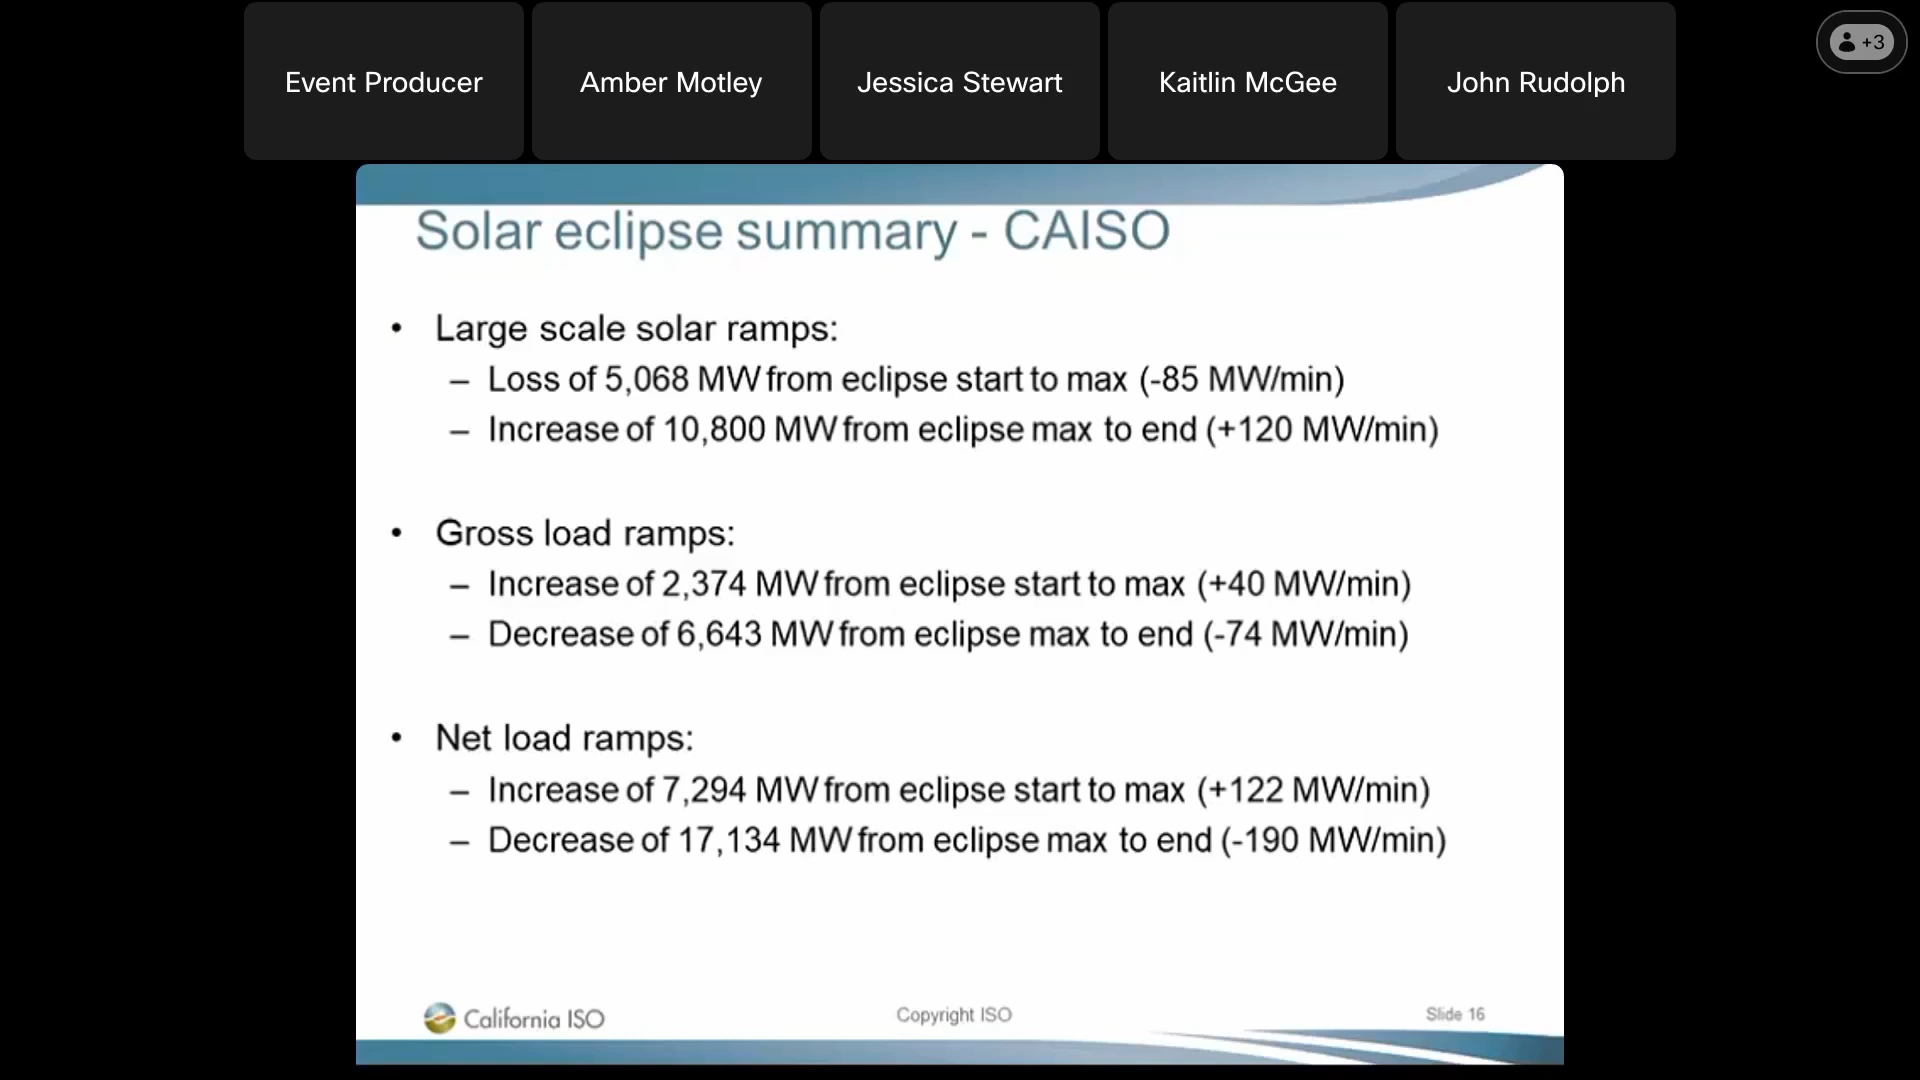 Event Producer
Amber Motley
Jessica Stewart
Kaitlin McGee
John Rudolph
+3
Solar eclipse summary - CAISO
• Large scale solar ramps:
– Loss of 5,068 MW from eclipse start to max (-85 MW/min)
– Increase of 10,800 MW from eclipse max to end (+120 MW/min)
• Gross load ramps:
– Increase of 2,374 MW from eclipse start to max (+40 MW/min)
– Decrease of 6,643 MW from eclipse max to end (-74 MW/min)
• Net load ramps:
– Increase of 7,294 MW from eclipse start to max (+122 MW/min)
– Decrease of 17,134 MW from eclipse max to end (-190 MW/min)
California ISO
Copyright ISO
Slide 16